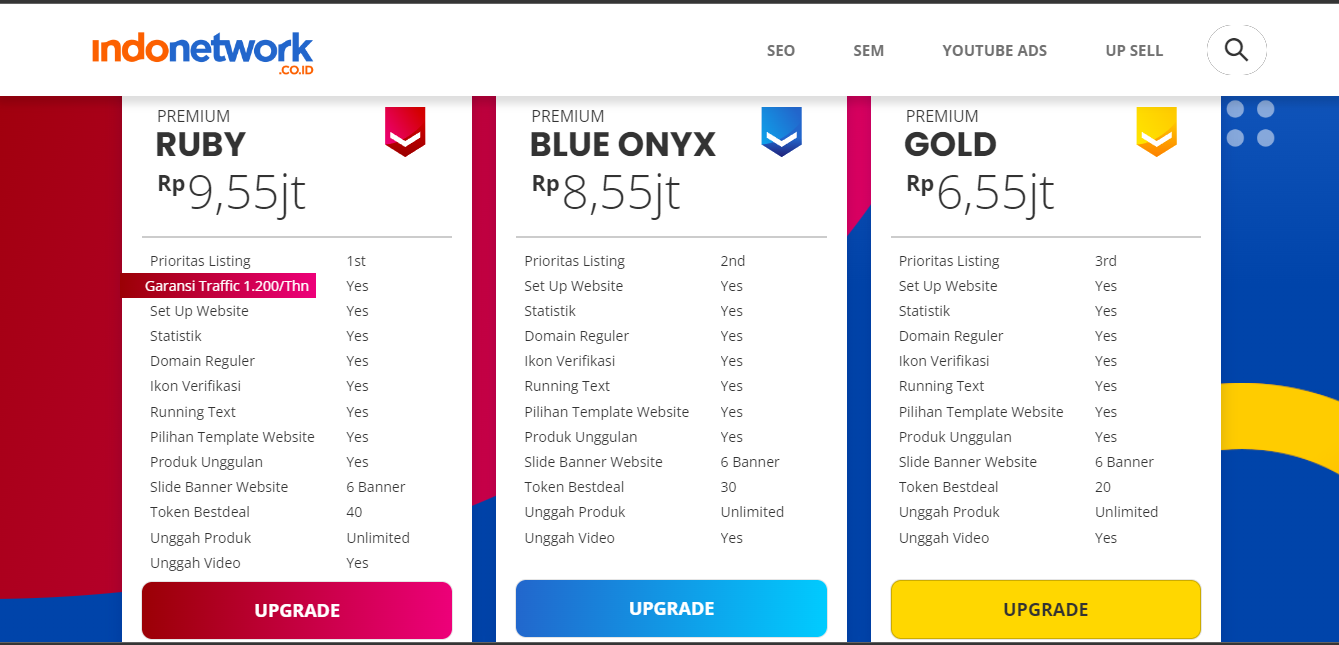 indonetwork
.CO.ID
SEO
SEM
YOUTUBE ADS
UP SELL
PREMIUM
RUBY
Rp9,55jt
Prioritas Listing 1st
Garansi Traffic 1.200/Thn Yes
Set Up Website Yes
Statistik Yes
Domain Reguler Yes
Ikon Verifikasi Yes
Running Text Yes
Pilihan Template Website Yes
Produk Unggulan Yes
Slide Banner Website 6 Banner
Token Bestdeal 40
Unggah Produk Unlimited
Unggah Video Yes
UPGRADE
PREMIUM
BLUE ONYX
Rp8,55jt
Prioritas Listing 2nd
Set Up Website Yes
Statistik Yes
Domain Reguler Yes
Ikon Verifikasi Yes
Running Text Yes
Pilihan Template Website Yes
Produk Unggulan Yes
Slide Banner Website 6 Banner
Token Bestdeal 30
Unggah Produk Unlimited
Unggah Video Yes
UPGRADE
PREMIUM
GOLD
Rp6,55jt
Prioritas Listing 3rd
Set Up Website Yes
Statistik Yes
Domain Reguler Yes
Ikon Verifikasi Yes
Running Text Yes
Pilihan Template Website Yes
Produk Unggulan Yes
Slide Banner Website 6 Banner
Token Bestdeal 20
Unggah Produk Unlimited
Unggah Video Yes
UPGRADE